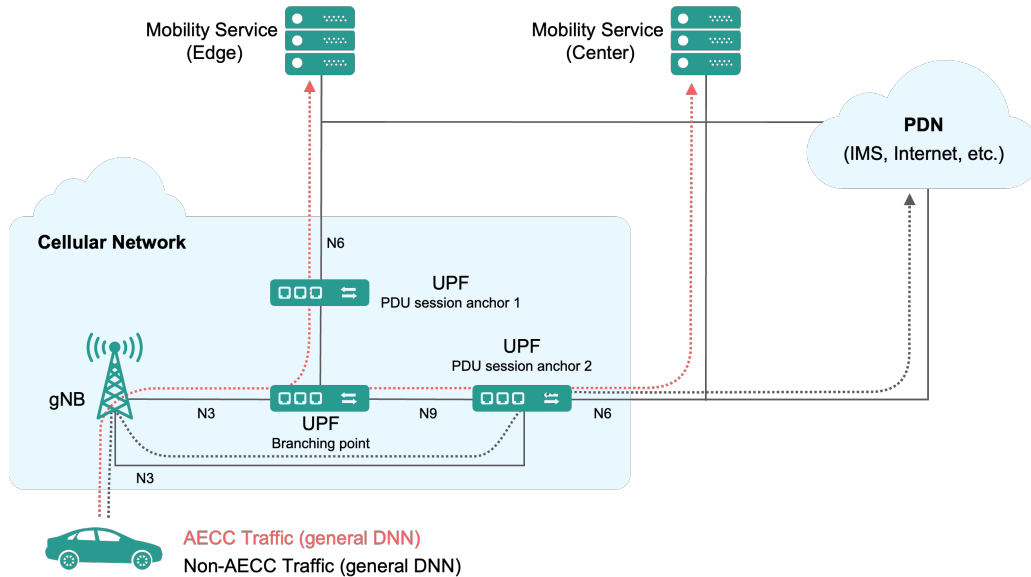 Mobility Service
(Edge)
Mobility Service
(Center)
PDN
(IMS, Internet, etc.)
Cellular Network
N6
UPF
PDU session anchor 1
UPF
PDU session anchor 2
gNB
N3
N9
N6
UPF
Branching point
N3
AECC Traffic (general DNN)
Non-AECC Traffic (general DNN)